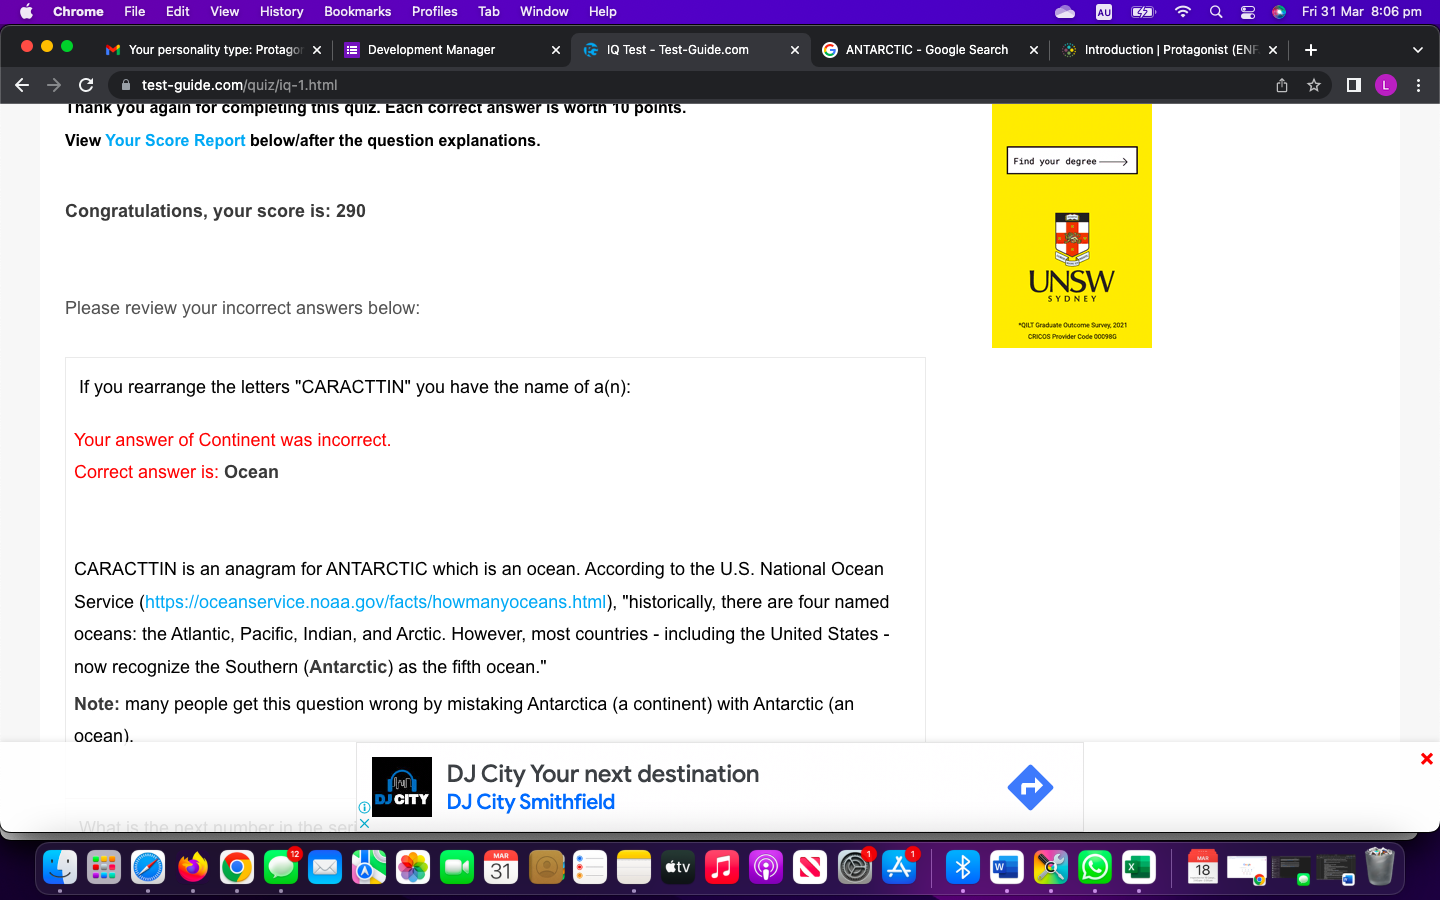 Chrome File Edit View History Bookmarks Profiles Tab Window Help AU Fri 31 Mar 8:06 pm
Your personality type: Protagon Development Manager IQ Test - Test-Guide.com ANTARCTIC - Google Search Introduction | Protagonist (ENF
test-guide.com/quiz/iq-1.html L
Thank you again for completing this quiz. Each correct answer is worth 10 points.
View Your Score Report below/after the question explanations.
Find your degree
Congratulations, your score is: 290
UNSW
SYDNEY
Please review your incorrect answers below:
*QILT Graduate Outcome Survey, 2021
CRICOS Provider Code 00098G
If you rearrange the letters "CARACTTIN" you have the name of a(n):
Your answer of Continent was incorrect.
Correct answer is: Ocean
CARACTTIN is an anagram for ANTARCTIC which is an ocean. According to the U.S. National Ocean
Service (https://oceanservice.noaa.gov/facts/howmanyoceans.html), "historically, there are four named
oceans: the Atlantic, Pacific, Indian, and Arctic. However, most countries - including the United States -
now recognize the Southern (Antarctic) as the fifth ocean."
Note: many people get this question wrong by mistaking Antarctica (a continent) with Antarctic (an
ocean).
DJ CITY
DJ City Your next destination
DJ City Smithfield
What is the next number in the seri
12 MAR 31 tv 1 1 W X MAR 18